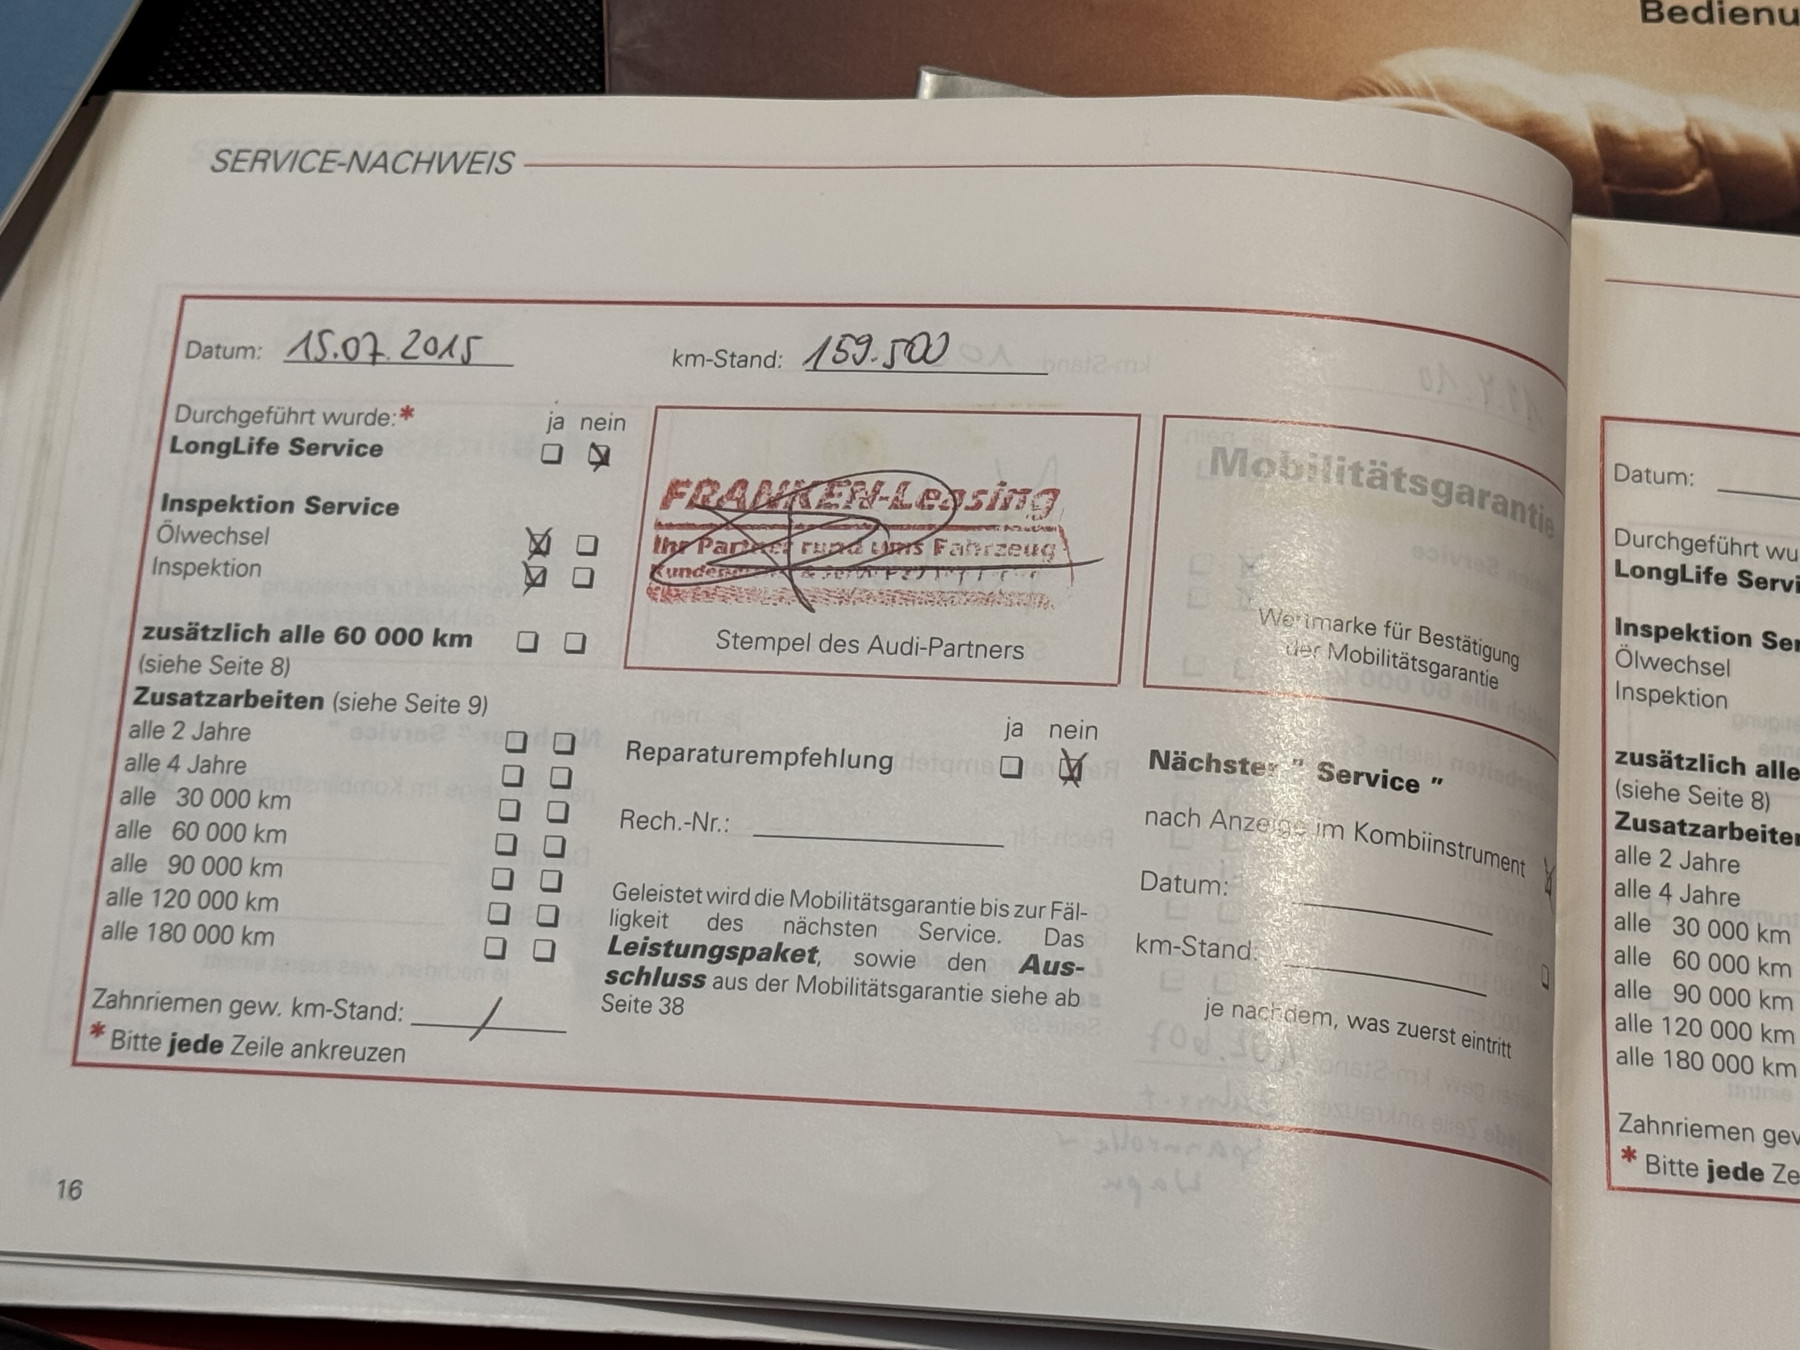 Bedienu
SERVICE-NACHWEIS
Datum: 15.07.2015 km-Stand: 159.500
Durchgeführt wurde:* ja nein
LongLife Service
Inspektion Service
Ölwechsel
Inspektion
zusätzlich alle 60 000 km
(siehe Seite 8)
Zusatzarbeiten (siehe Seite 9)
alle 2 Jahre
alle 4 Jahre
alle 30 000 km
alle 60 000 km
alle 90 000 km
alle 120 000 km
alle 180 000 km
Zahnriemen gew. km-Stand: /
* Bitte jede Zeile ankreuzen
FRANKEN-Leasing
Ihr Partner rund ums Fahrzeug
Stempel des Audi-Partners
Mobilitätsgarantie
Wertmarke für Bestätigung
der Mobilitätsgarantie
ja nein
Reparaturempfehlung
Rech.-Nr.:
Geleistet wird die Mobilitätsgarantie bis zur Fäl-
ligkeit des nächsten Service. Das
Leistungspaket, sowie den Aus-
schluss aus der Mobilitätsgarantie siehe ab
Seite 38
Nächster " Service "
nach Anzeige im Kombiinstrument
Datum:
km-Stand:
je nachdem, was zuerst eintritt
16
Datum:
Durchgeführt wu
LongLife Servi
Inspektion Ser
Ölwechsel
Inspektion
zusätzlich alle
(siehe Seite 8)
Zusatzarbeiten
alle 2 Jahre
alle 4 Jahre
alle 30 000 km
alle 60 000 km
alle 90 000 km
alle 120 000 km
alle 180 000 km
Zahnriemen gew
* Bitte jede Ze